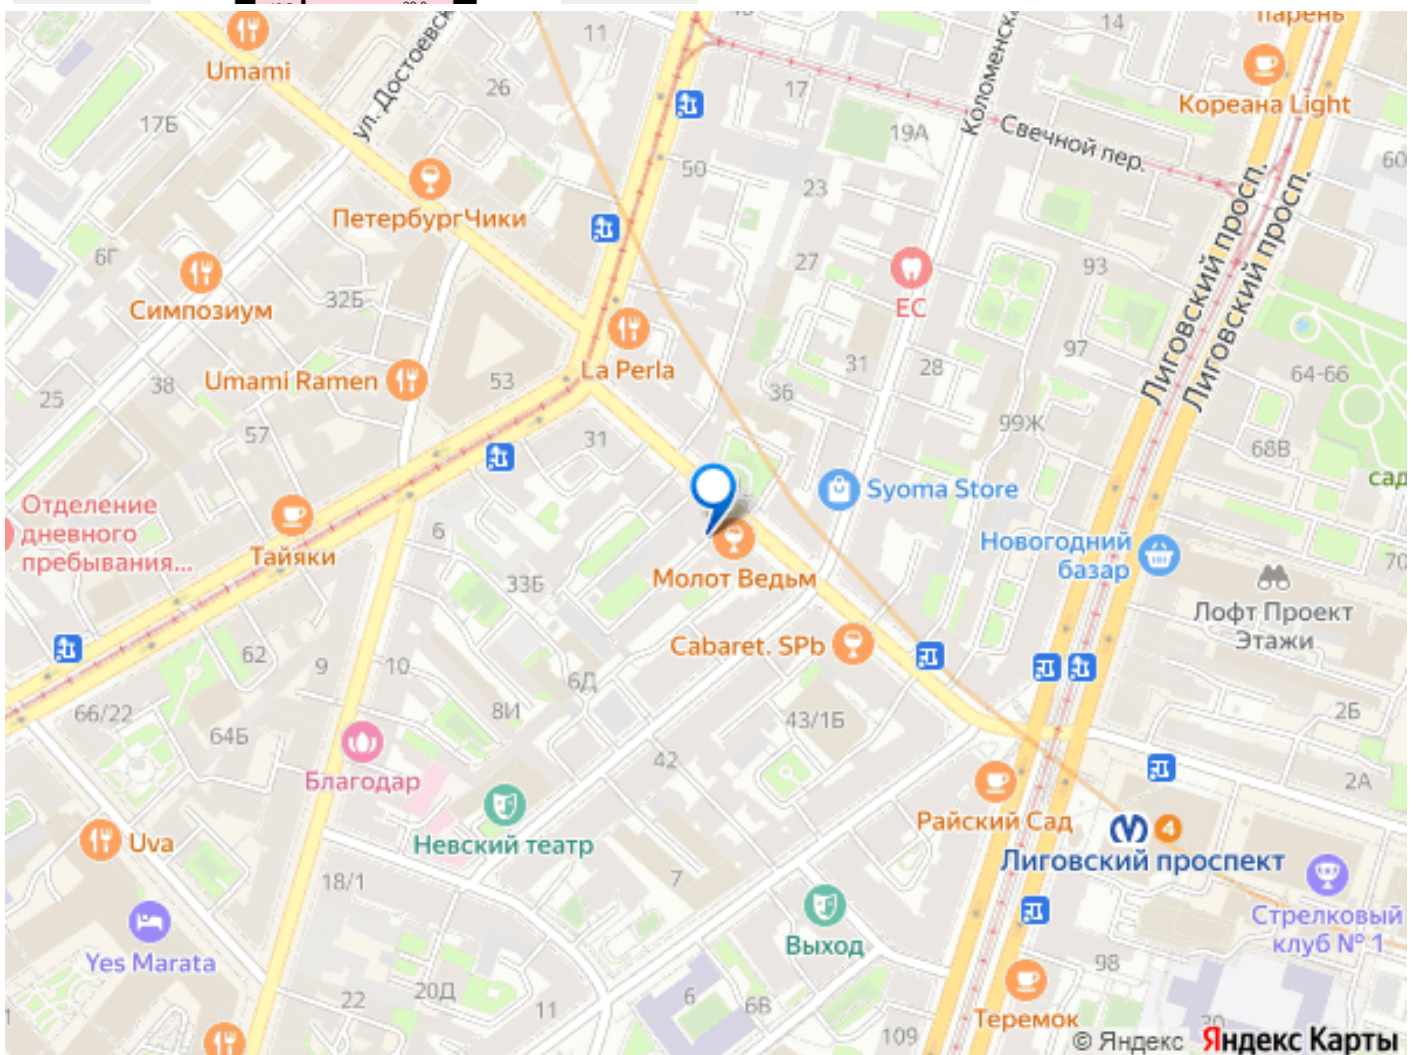 парень
11
14
Umami
ул. Достоевск
26
17
Кореана Light
Коломенска
17Б
19А
Свечной пер.
60
50
23
ПетербургЧики
Лиговский просп.
Лиговский просп.
6Г
27
93
Симпозиум
32Б
ЕС
97
La Perla
31
28
64-66
Umami Ramen
53
38
36
25
99Ж
57
31
68В
сад
Syoma Store
Отделение
дневного
пребывания...
6
Новогодний
базар
Тайяки
70
33Б
Молот Ведьм
Лофт Проект
Этажи
Cabaret. SPb
62
9
10
6Д
66/22
8И
43/1Б
2Б
64Б
42
2А
Благодар
Райский Сад
4
Невский театр
Uva
Лиговский проспект
7
18/1
Стрелковый
клуб № 1
Выход
Yes Marata
98
20Д
22
11
6
6В
Теремок
30
109
© Яндекс Яндекс Карты